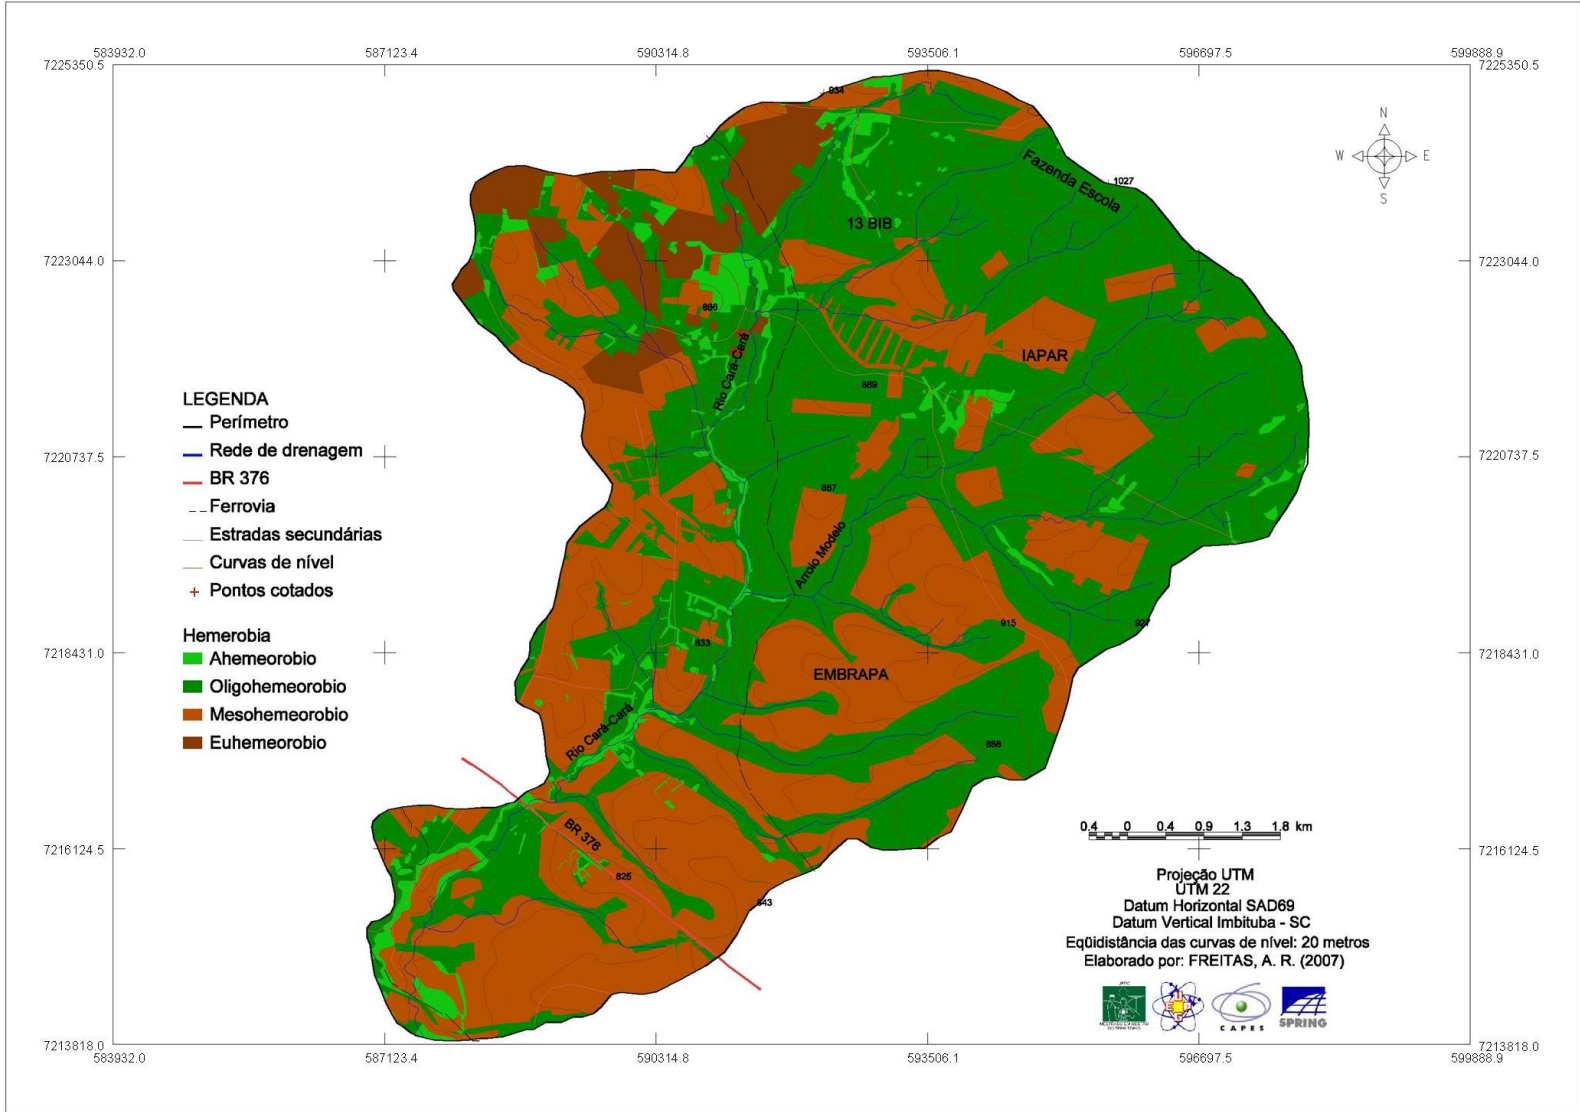 583932.0 587123.4 590314.8 593506.1 596697.5 599888.9
7225350.5 7225350.5
934
N
W E
S
Fazenda Escola
1027
13 BIB
7223044.0 7223044.0
866
Rio Cará-Cará
IAPAR
889
LEGENDA
Perímetro
Rede de drenagem
BR 376
Ferrovia
Estradas secundárias
Curvas de nível
Pontos cotados
7220737.5 7220737.5
867
Arroio Modelo
915
927
833
7218431.0 7218431.0
EMBRAPA
Hemerobia
Ahemeorobio
Oligohemeorobio
Mesohemeorobio
Euhemeorobio
Rio Cará-Cará
888
BR 376
0.4 0 0.4 0.9 1.3 1.8 km
7216124.5 7216124.5
825
843
Projeção UTM
UTM 22
Datum Horizontal SAD69
Datum Vertical Imbituba - SC
Eqüidistância das curvas de nível: 20 metros
Elaborado por: FREITAS, A. R. (2007)
CAPES
SPRING
7213818.0 7213818.0
583932.0 587123.4 590314.8 593506.1 596697.5 599888.9